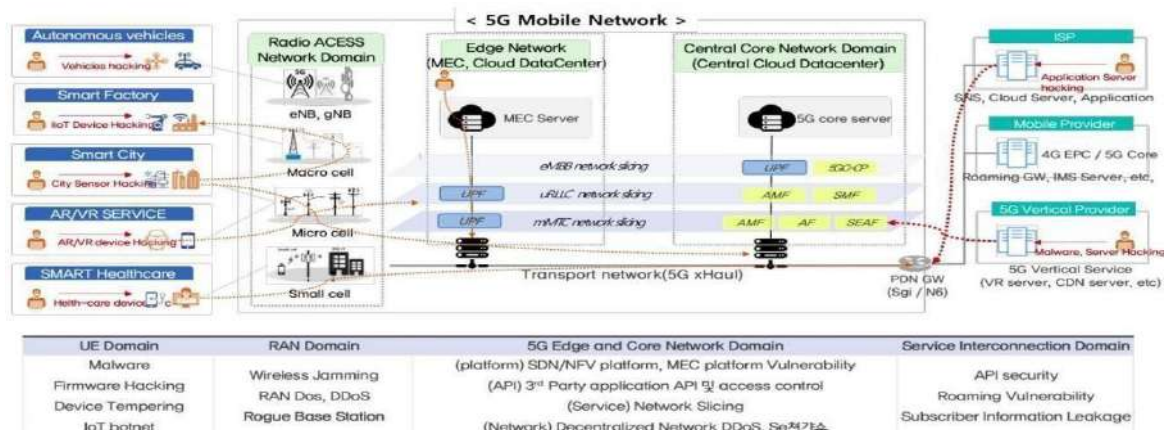 < 5G Mobile Network >
Autonomous vehicles
Vehicles hacking
Smart Factory
IIoT Device Hacking
Smart City
City Sensor Hacking
AR/VR SERVICE
AR/VR device Hacking
SMART Healthcare
Helth-care device
Radio ACESS
Network Domain
5G
eNB, gNB
Macro cell
Micro cell
Small cell
Edge Network
(MEC, Cloud DataCenter)
MEC Server
Central Core Network Domain
(Central Cloud Datacenter)
5G core server
eMBB network slicing
UPF
5GC-CP
UPF
uRLLC network slicing
AMF
SMF
UPF
mMTC network slicing
AMF
AF
SEAF
Transport network(5G xHaul)
PDN GW
(Sgi / N6)
ISP
Application Server
hacking
SNS, Cloud Server, Application
Mobile Provider
4G EPC / 5G Core
Roaming GW, IMS Server, etc,
5G Vertical Provider
Malware, Server Hacking
5G Vertical Service
(VR server, CDN server, etc)
UE Domain
Malware
Firmware Hacking
Device Tempering
IoT botnet
RAN Domain
Wireless Jamming
RAN Dos, DDoS
Rogue Base Station
5G Edge and Core Network Domain
(platform) SDN/NFV platform, MEC platform Vulnerability
(API) 3rd Party application API 및 access control
(Service) Network Slicing
(Network) Decentralized Network DDoS,
Service Interconnection Domain
API security
Roaming Vulnerability
Subscriber Information Leakage